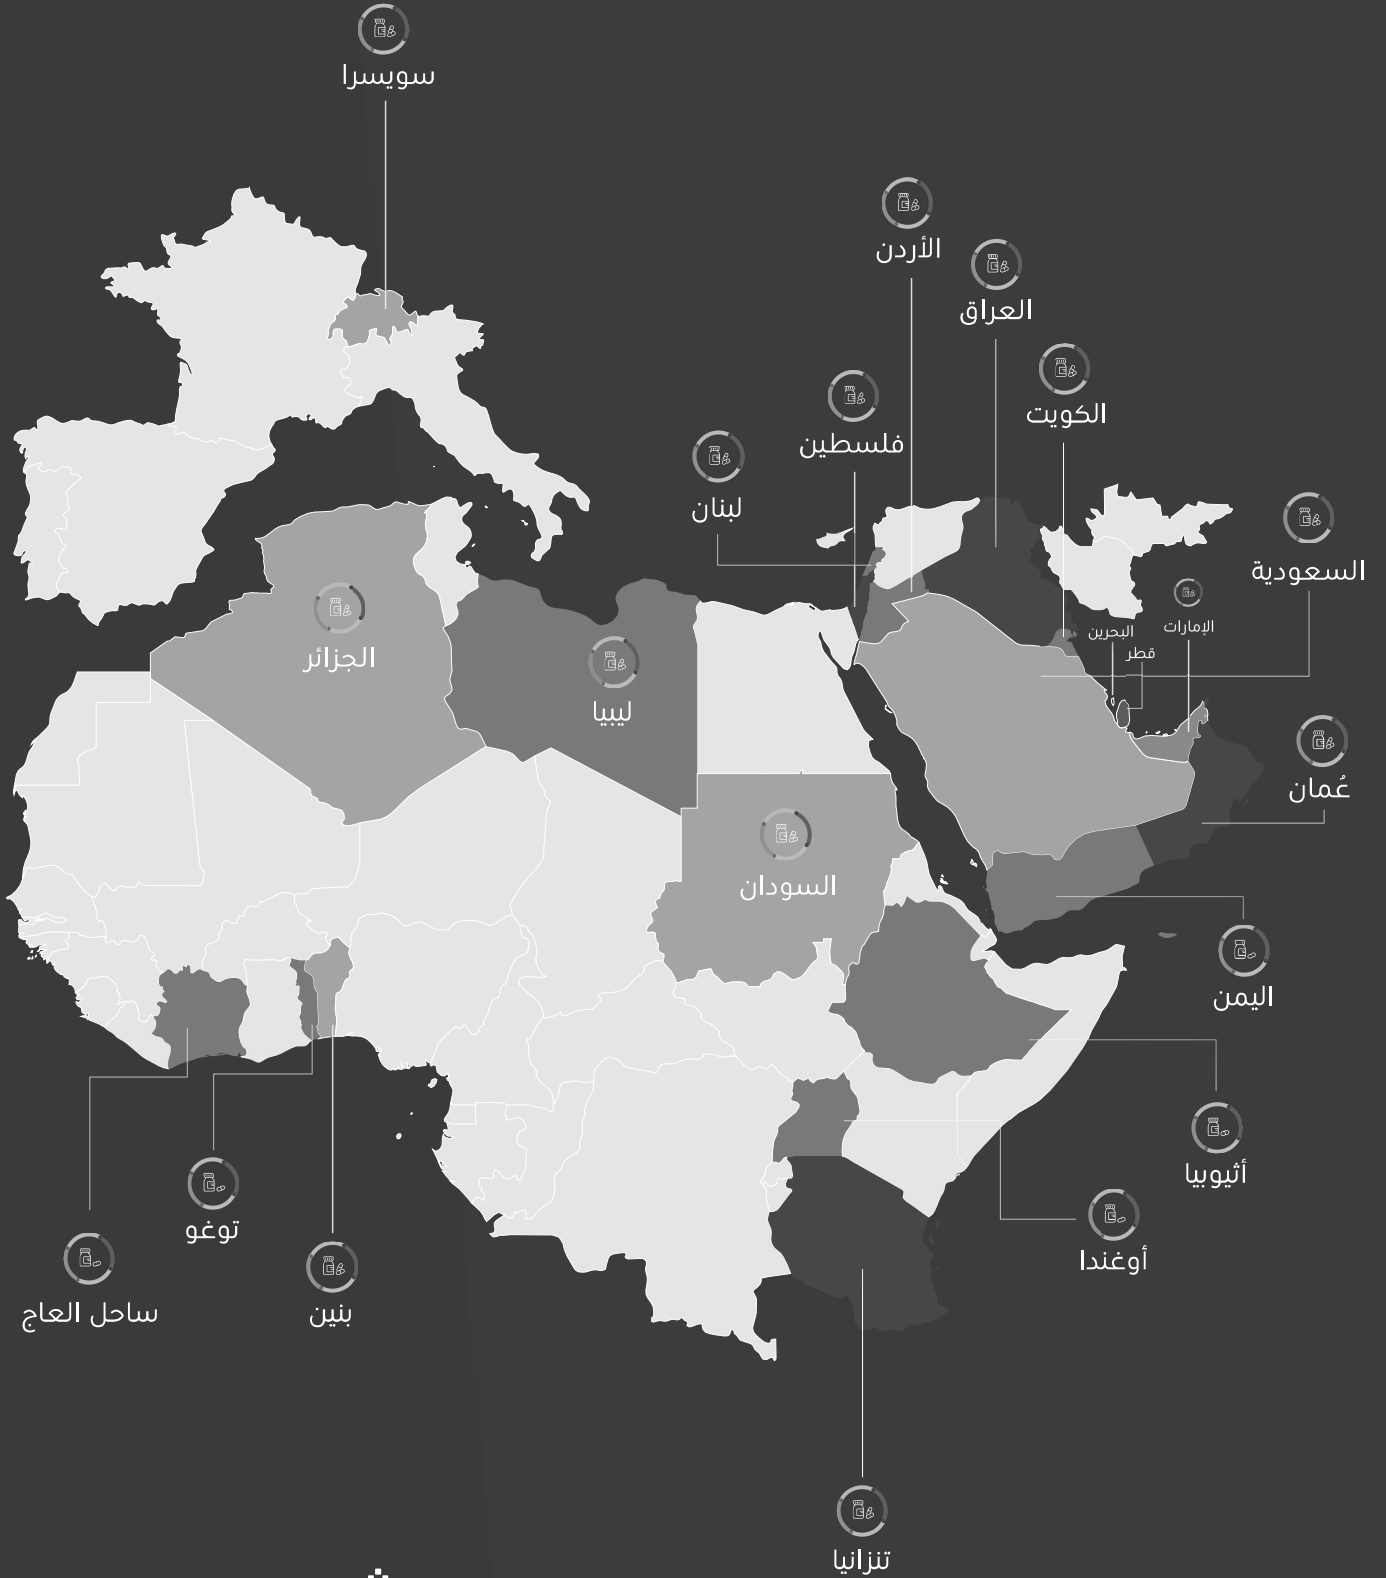 سويسرا
الأردن
العراق
الكويت
فلسطين
لبنان
السعودية
الإمارات
البحرين
قطر
الجزائر
ليبيا
عُمان
السودان
اليمن
أثيوبيا
توغو
أوغندا
ساحل العاج
بنين
تنزانيا